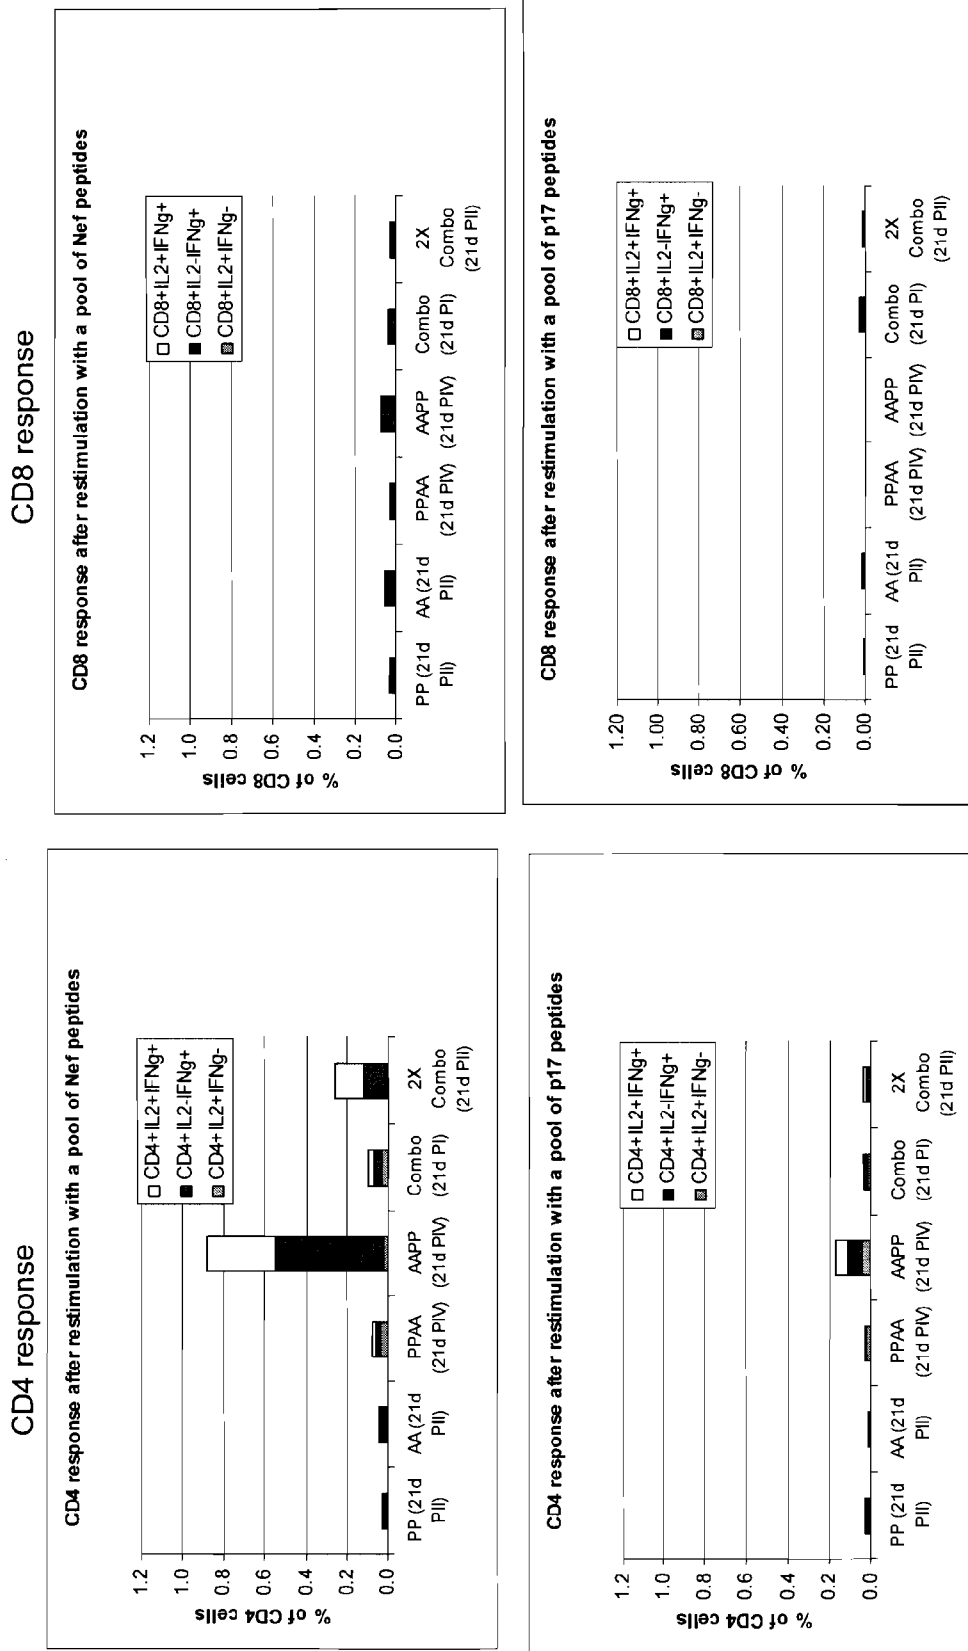 CD4 response
CD4 response after restimulation with a pool of Nef peptides
% of CD4 cells
1.2
1.0
0.8
0.6
0.4
0.2
0.0
CD4+IL2+IFNg+
CD4+IL2-IFNg+
CD4+IL2+IFNg-
PP (21d PII)
AA (21d PII)
PPAA (21d PIV)
AAPP (21d PIV)
Combo (21d PI)
2X Combo (21d PII)
CD8 response
CD8 response after restimulation with a pool of Nef peptides
% of CD8 cells
1.2
1.0
0.8
0.6
0.4
0.2
0.0
CD8+IL2+IFNg+
CD8+IL2-IFNg+
CD8+IL2+IFNg-
PP (21d PII)
AA (21d PII)
PPAA (21d PIV)
AAPP (21d PIV)
Combo (21d PI)
2X Combo (21d PII)
CD4 response after restimulation with a pool of p17 peptides
% of CD4 cells
1.2
1.0
0.8
0.6
0.4
0.2
0.0
CD4+IL2+IFNg+
CD4+IL2-IFNg+
CD4+IL2+IFNg-
PP (21d PII)
AA (21d PII)
PPAA (21d PIV)
AAPP (21d PIV)
Combo (21d PI)
2X Combo (21d PII)
CD8 response after restimulation with a pool of p17 peptides
% of CD8 cells
1.20
1.00
0.80
0.60
0.40
0.20
0.00
CD8+IL2+IFNg+
CD8+IL2-IFNg+
CD8+IL2+IFNg-
PP (21d PII)
AA (21d PII)
PPAA (21d PIV)
AAPP (21d PIV)
Combo (21d PI)
2X Combo (21d PII)